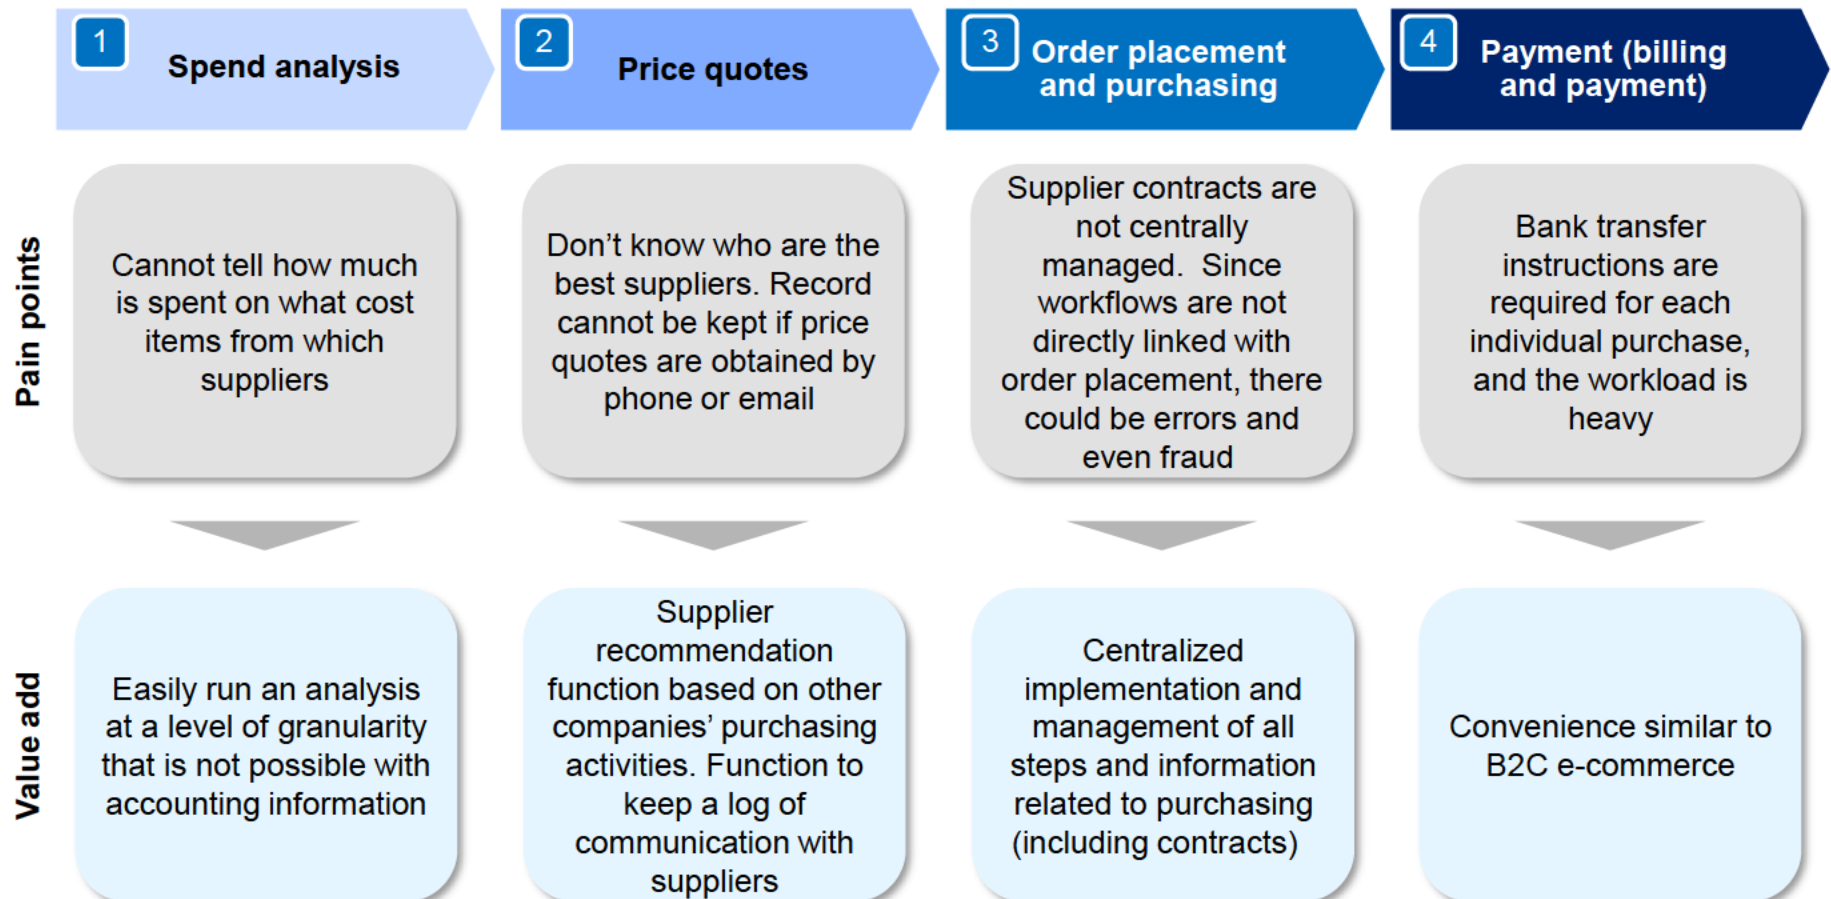 1
Spend analysis
2
Price quotes
3
Order placement
and purchasing
4
Payment (billing
and payment)
Pain points
Cannot tell how much
is spent on what cost
items from which
suppliers
Don’t know who are the
best suppliers. Record
cannot be kept if price
quotes are obtained by
phone or email
Supplier contracts are
not centrally
managed.  Since
workflows are not
directly linked with
order placement, there
could be errors and
even fraud
Bank transfer
instructions are
required for each
individual purchase,
and the workload is
heavy
Value add
Easily run an analysis
at a level of granularity
that is not possible with
accounting information
Supplier
recommendation
function based on other
companies’ purchasing
activities. Function to
keep a log of
communication with
suppliers
Centralized
implementation and
management of all
steps and information
related to purchasing
(including contracts)
Convenience similar to
B2C e-commerce